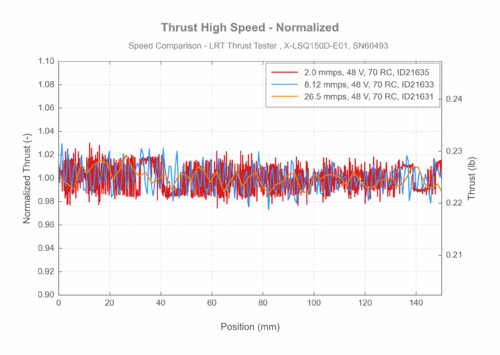 Thrust High Speed - Normalized
Speed Comparison - LRT Thrust Tester , X-LSQ150D-E01, SN60493
2.0 mmps, 48 V, 70 RC, ID21635
8.12 mmps, 48 V, 70 RC, ID21633
26.5 mmps, 48 V, 70 RC, ID21631
Normalized Thrust (-)
1.10
1.08
1.06
1.04
1.02
1.00
0.98
0.96
0.94
0.92
0.90
0.24
0.23
0.22
0.21
Thrust (lb)
0
20
40
60
80
100
120
140
Position (mm)